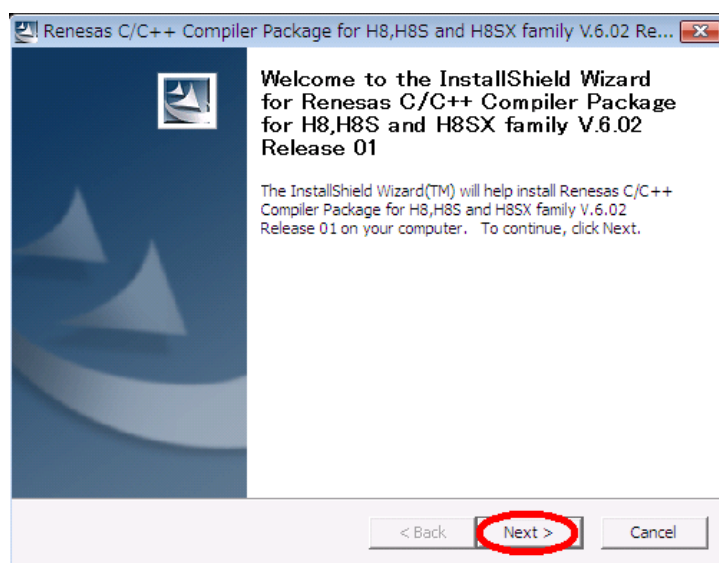 Renesas C/C++ Compiler Package for H8,H8S and H8SX family V.6.02 Re...
Welcome to the InstallShield Wizard
for Renesas C/C++ Compiler Package
for H8,H8S and H8SX family V.6.02
Release 01
The InstallShield Wizard(TM) will help install Renesas C/C++
Compiler Package for H8,H8S and H8SX family V.6.02
Release 01 on your computer. To continue, click Next.
< Back Next > Cancel